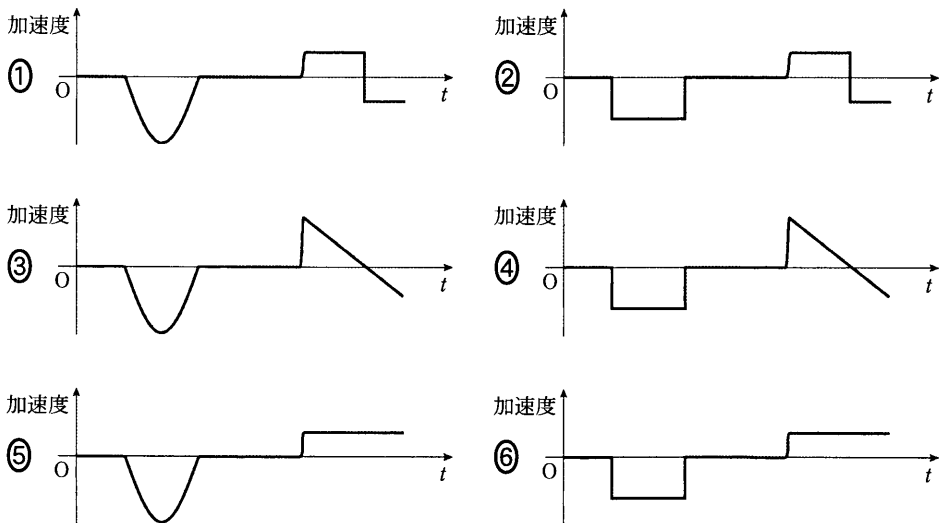 加速度
① O t
加速度
② O t
加速度
③ O t
加速度
④ O t
加速度
⑤ O t
加速度
⑥ O t